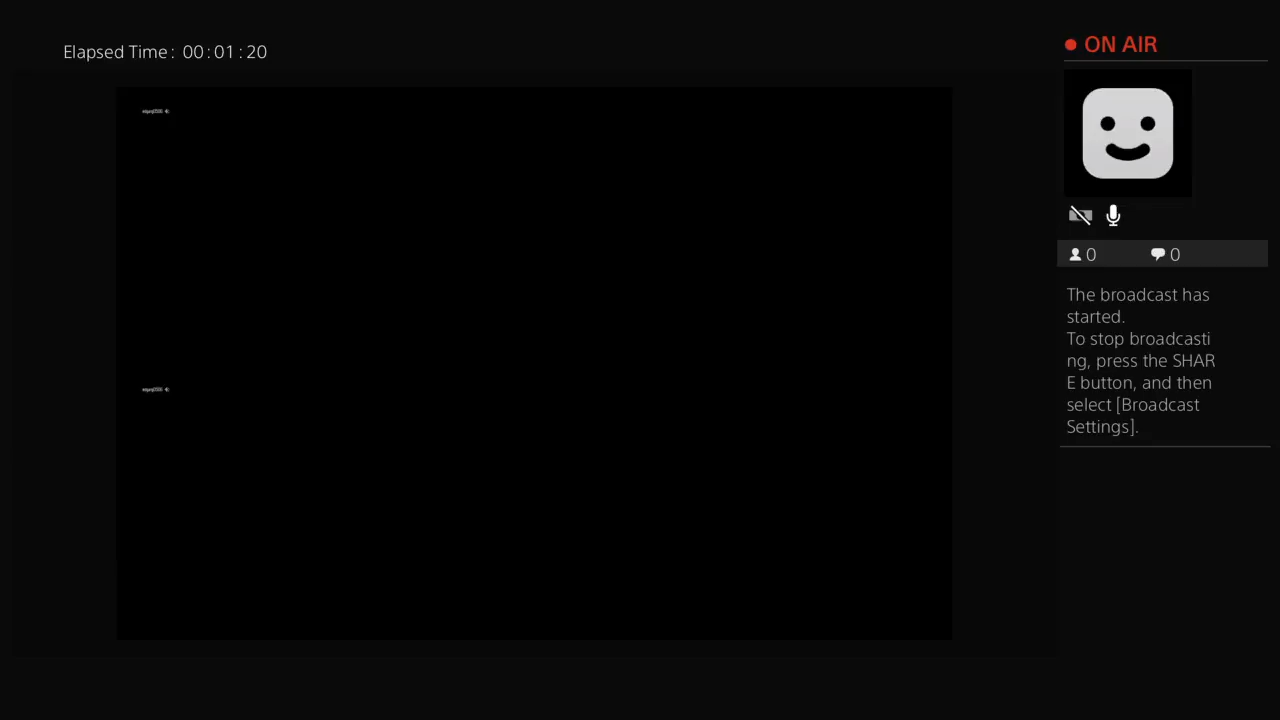 Elapsed Time: 00:01:20
ON AIR
0 0
The broadcast has
started.
To stop broadcasti
ng, press the SHAR
E button, and then
select [Broadcast
Settings].